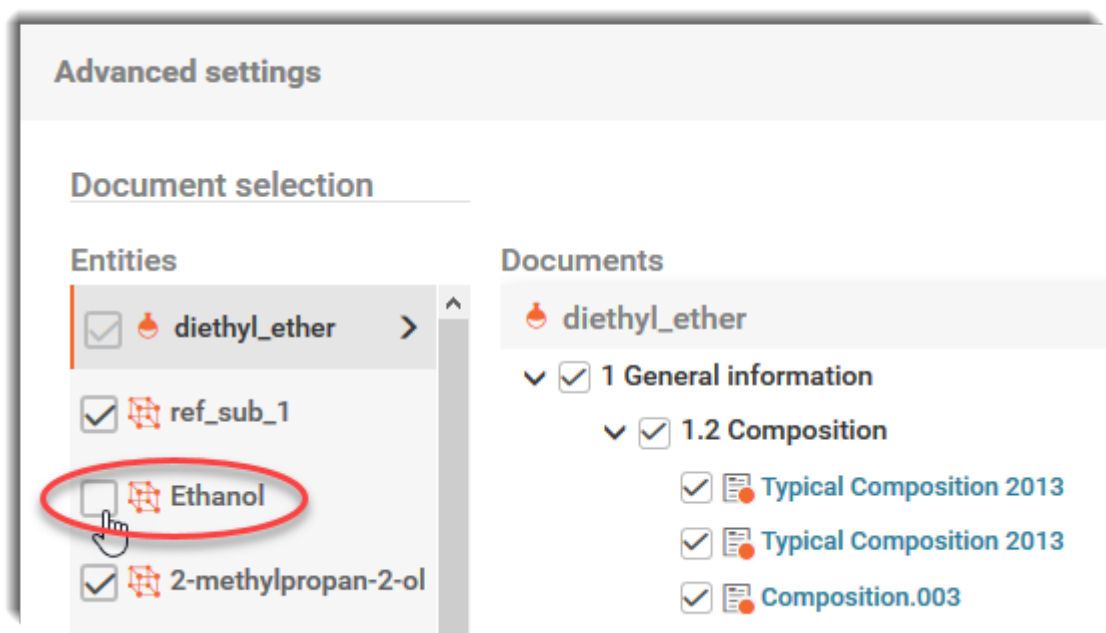 Advanced settings
Document selection
Entities
diethyl_ether
ref_sub_1
Ethanol
2-methylpropan-2-ol
Documents
diethyl_ether
1 General information
1.2 Composition
Typical Composition 2013
Typical Composition 2013
Composition.003